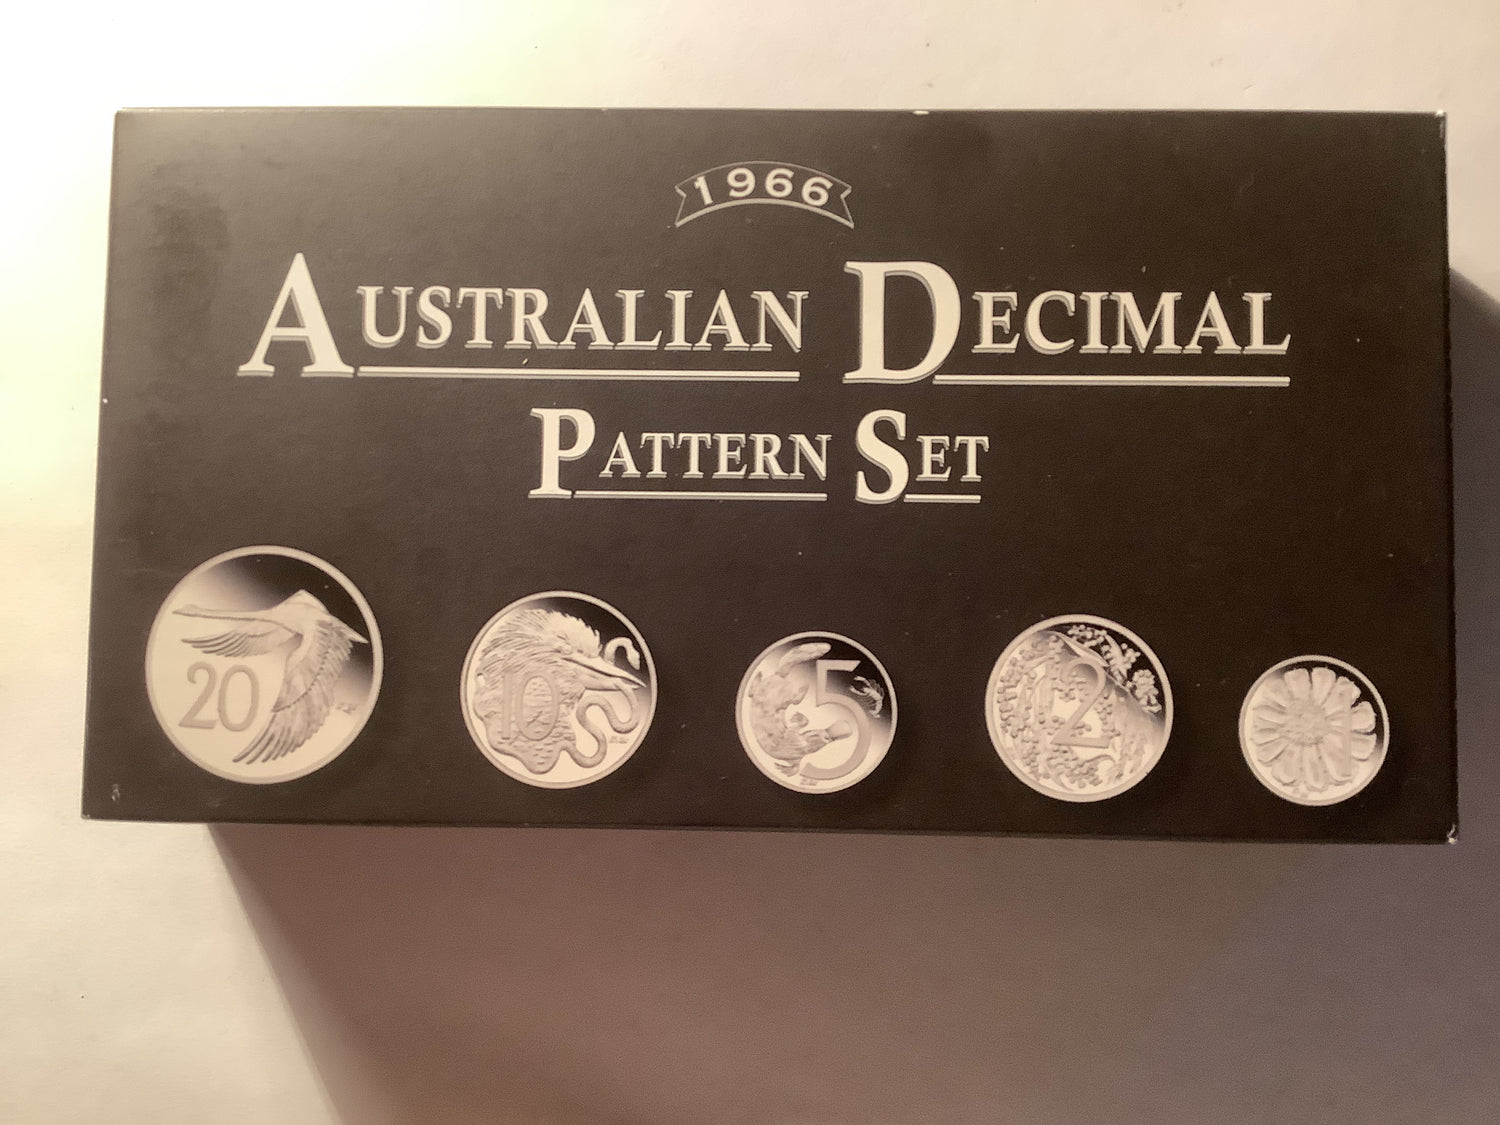 1966
AUSTRALIAN DECIMAL
PATTERN SET
20
10
5
2